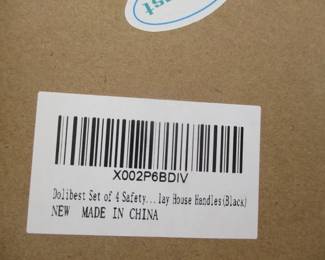 X002P6BDIV
Dolibest Set of 4 Safety...lay House Handles(Black)
NEW MADE IN CHINA